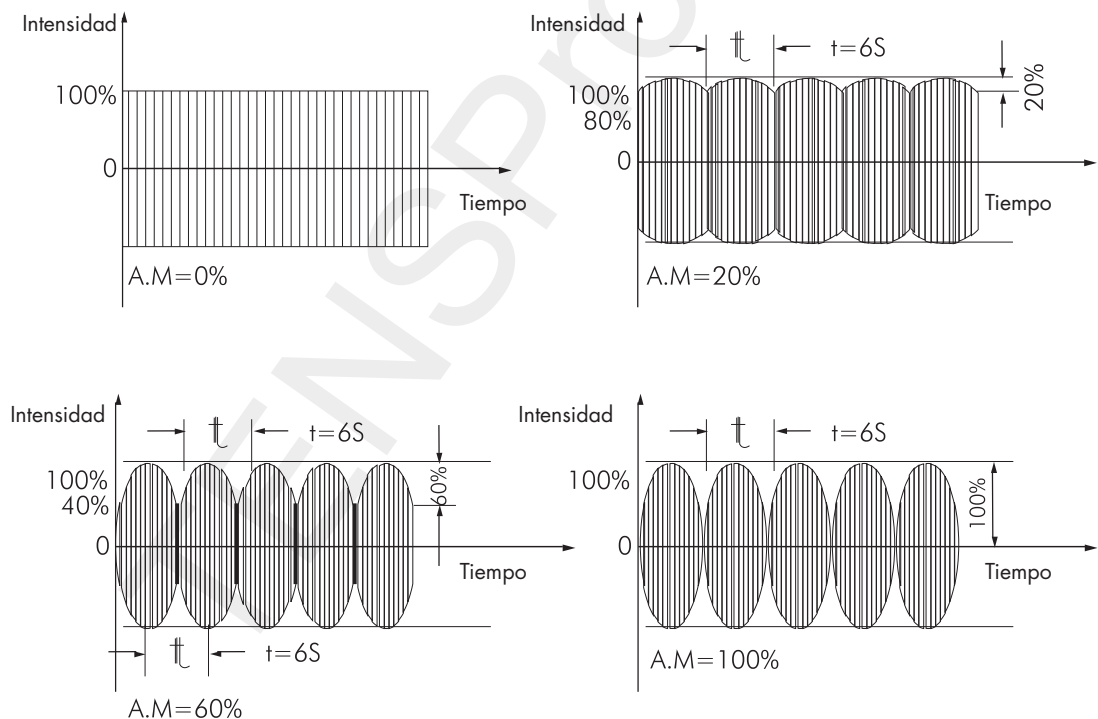 Intensidad
100%
0
Tiempo
A.M=0%
Intensidad
t t=6S
100%
80%
20%
0
Tiempo
A.M=20%
Intensidad
t t=6S
100%
40%
60%
0
Tiempo
t t=6S
A.M=60%
Intensidad
t t=6S
100%
100%
0
Tiempo
A.M=100%
TENSPro